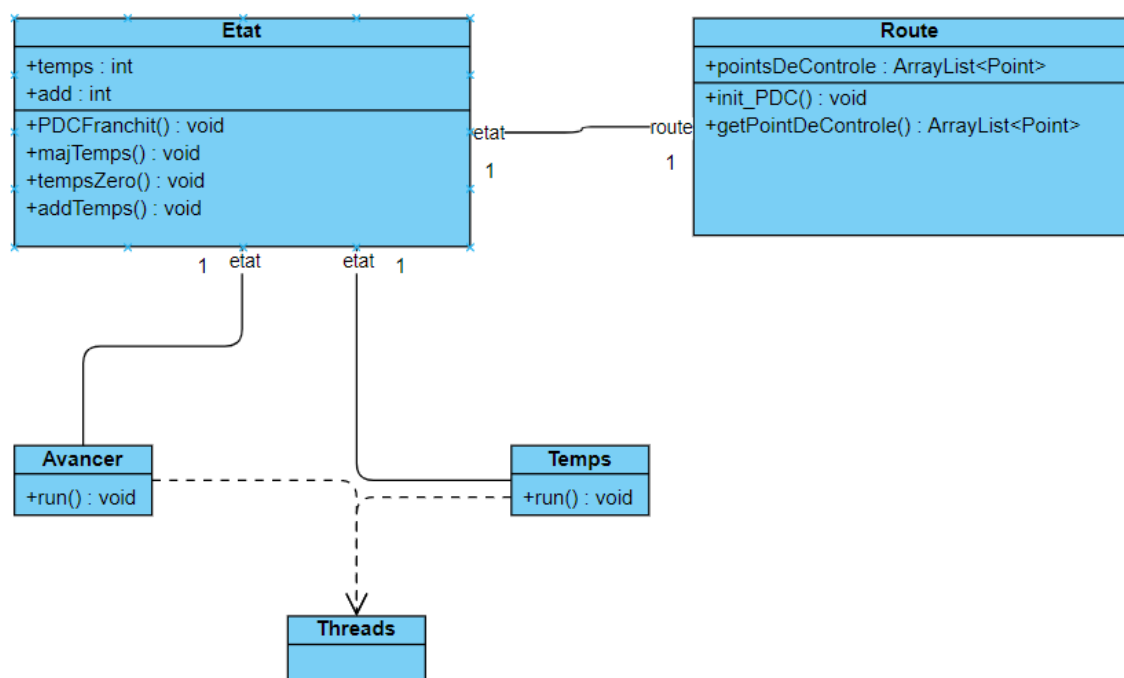 Etat
+temps : int
+add : int
+PDCFranchit() : void
+majTemps() : void
+tempsZero() : void
+addTemps() : void
Route
+pointsDeControle : ArrayList<Point>
+init_PDC() : void
+getPointDeControle() : ArrayList<Point>
etat
1
route
1
1
etat
etat
1
Avancer
+run() : void
Temps
+run() : void
Threads